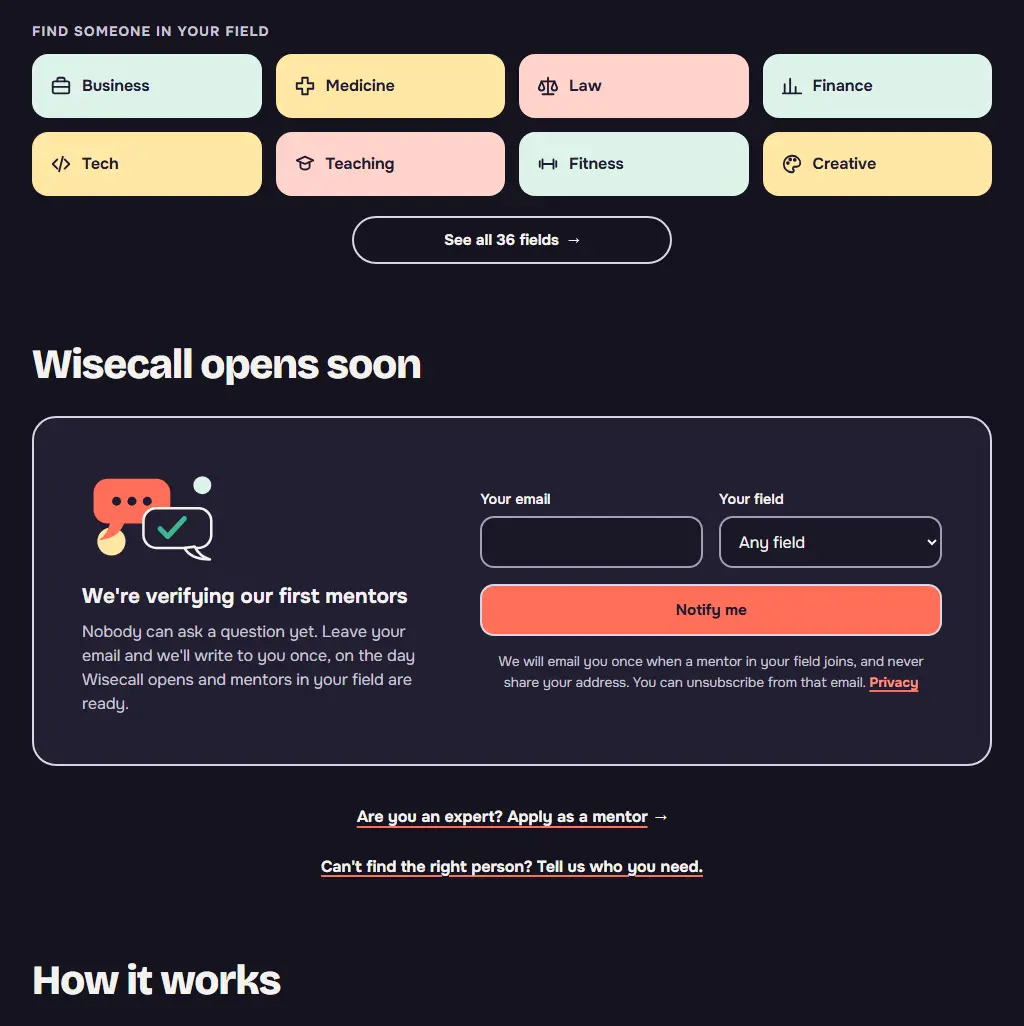 FIND SOMEONE IN YOUR FIELD
Business
Medicine
Law
Finance
Tech
Teaching
Fitness
Creative
See all 36 fields →
Wisecall opens soon
We're verifying our first mentors
Nobody can ask a question yet. Leave your
email and we'll write to you once, on the day
Wisecall opens and mentors in your field are
ready.
Your email
Your field
Any field
Notify me
We will email you once when a mentor in your field joins, and never
share your address. You can unsubscribe from that email. Privacy
Are you an expert? Apply as a mentor →
Can't find the right person? Tell us who you need.
How it works